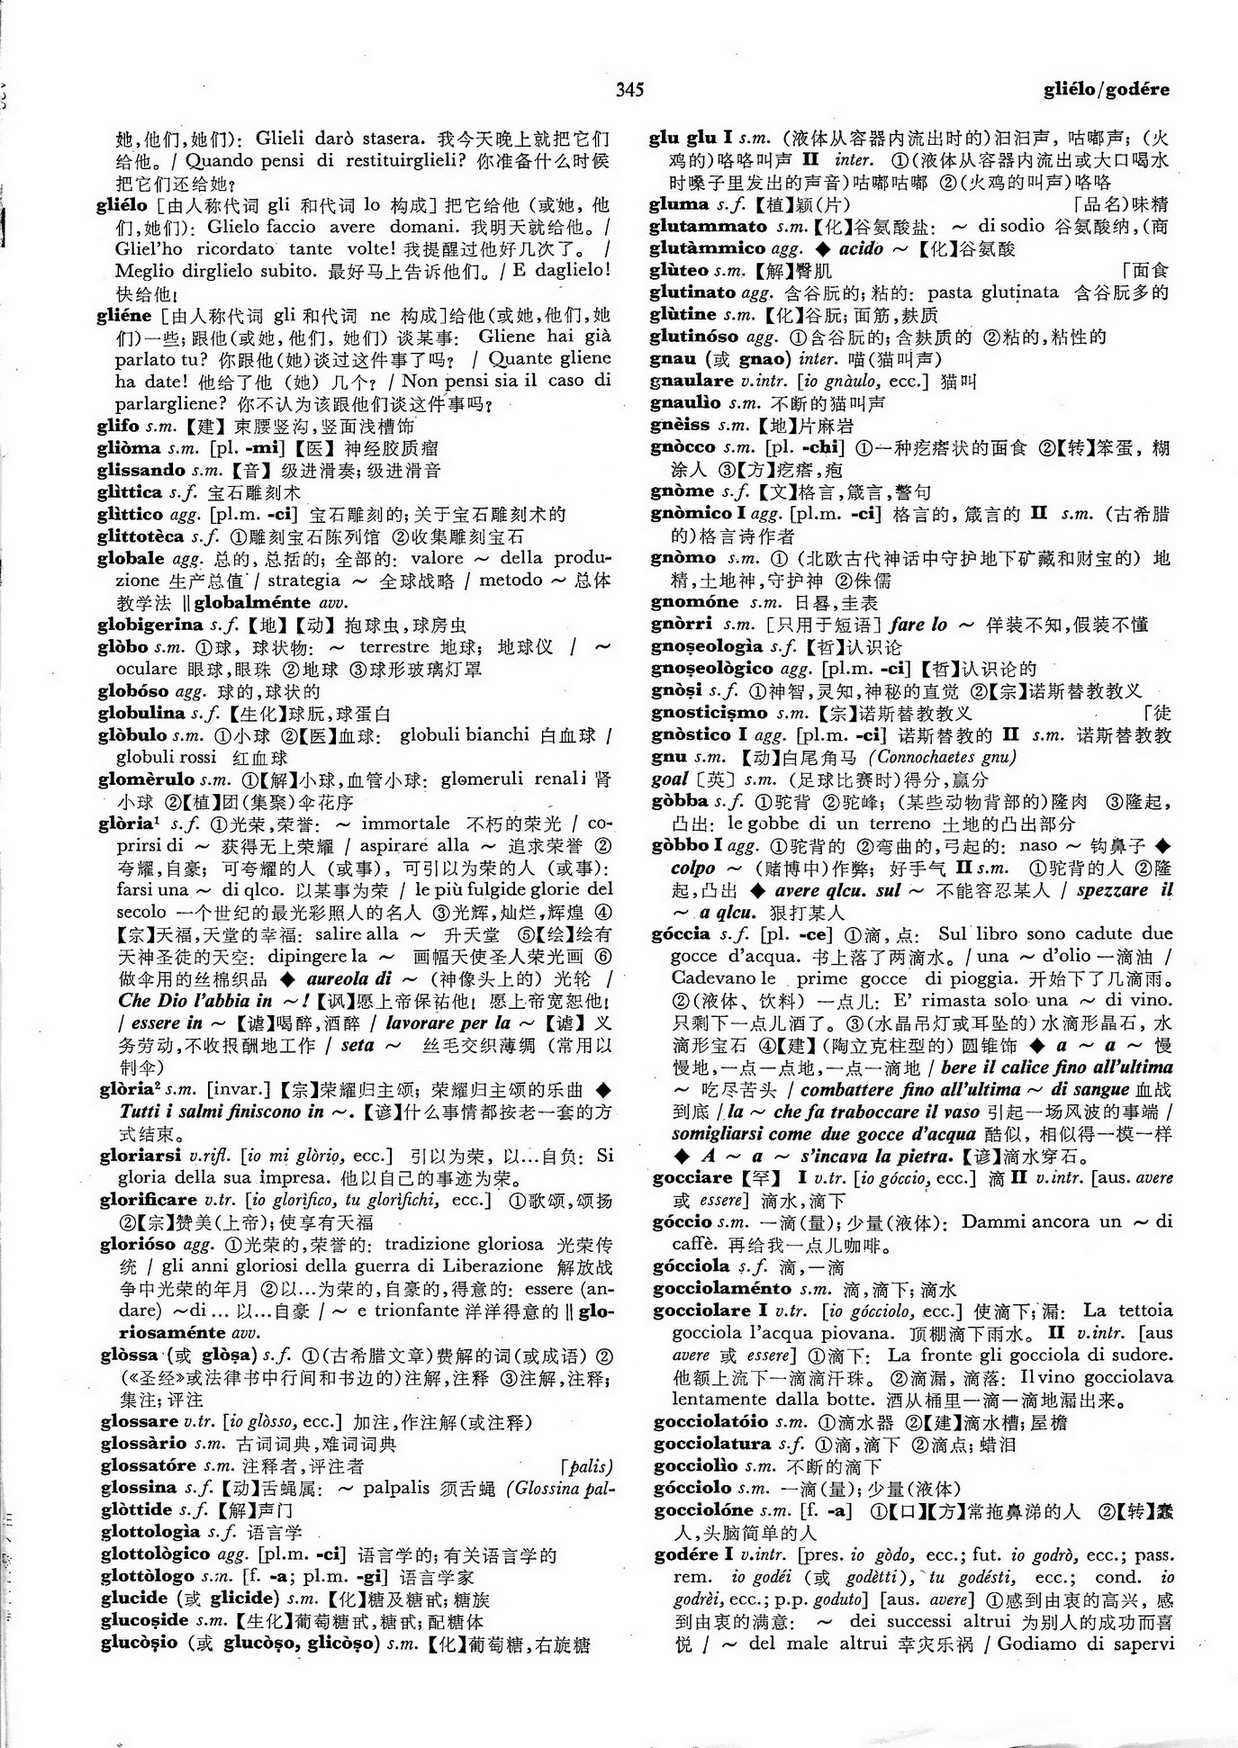 345
gliélo/godére
她,他们,她们): Glieli darò stasera. 我今天晚上就把它们
给他。/ Quando pensi di restituirglieli? 你准备什么时候
把它们还给她?
gliélo [由人称代词 gli 和代词 lo 构成] 把它给他 (或她, 他
们,她们): Glielo faccio avere domani. 我明天就给他。/
Gliel'ho ricordato tante volte! 我提醒过他好几次了。 /
Meglio dirglielo subito. 最好马上告诉他们。/ E daglielo!
快给他!
gliéne [由人称代词 gli 和代词 ne 构成]给他(或她,他们,她
们)一些; 跟他(或她, 他们, 她们) 谈某事: Gliene hai già
parlato tu? 你跟他(她)谈过这件事了吗? / Quante gliene
ha date! 他给了他 (她) 几个? / Non pensi sia il caso di
parlargliene? 你不认为该跟他们谈这件事吗?
glifo s.m. 【建】束腰竖沟,竖面浅槽饰
gliòma s.m. [pl. -mi] 【医】神经胶质瘤
glissando s.m. 【音】级进滑奏; 级进滑音
glìttica s.f. 宝石雕刻术
glìttico agg. [pl.m. -ci] 宝石雕刻的; 关于宝石雕刻术的
glittotèca s.f. ①雕刻宝石陈列馆 ②收集雕刻宝石
globale agg. 总的, 总括的; 全部的: valore ~ della produ-
zione 生产总值 / strategia ~ 全球战略 / metodo ~ 总体
教学法 ‖ globalménte avv.
globigerina s.f. 【地】【动】抱球虫,球房虫
glòbo s.m. ①球, 球状物: ~ terrestre 地球; 地球仪 / ~
oculare 眼球,眼珠 ②地球 ③球形玻璃灯罩
globóso agg. 球的,球状的
globulina s.f. 【生化】球朊,球蛋白
glòbulo s.m. ①小球 ②【医】血球: globuli bianchi 白血球 /
globuli rossi 红血球
glomèrulo s.m. ①【解】小球,血管小球: glomeruli renali 肾
小球 ②【植】团(集聚)伞花序
glòria¹ s.f. ①光荣,荣誉: ~ immortale 不朽的荣光 / co-
prirsi di ~ 获得无上荣耀 / aspirare alla ~ 追求荣誉 ②
夸耀,自豪; 可夸耀的人 (或事), 可引以为荣的人 (或事):
farsi una ~ di qlco. 以某事为荣 / le più fulgide glorie del
secolo 一个世纪的最光彩照人的名人 ③光辉,灿烂,辉煌 ④
【宗】天福,天堂的幸福: salire alla ~ 升天堂 ⑤【绘】绘有
天神圣徒的天空: dipingere la ~ 画幅天使圣人荣光画 ⑥
做伞用的丝棉织品 ◆ aureola di ~ (神像头上的) 光轮 /
Che Dio l'abbia in ~! 【讽】愿上帝保祐他! 愿上帝宽恕他!
/ essere in ~ 【谑】喝醉,酒醉 / lavorare per la ~ 【谑】义
务劳动,不收报酬地工作 / seta ~ 丝毛交织薄绸 (常用以
制伞)
glòria² s.m. [invar.] 【宗】荣耀归主颂; 荣耀归主颂的乐曲 ◆
Tutti i salmi finiscono in ~. 【谚】什么事情都按老一套的方
式结束。
gloriarsi v.rifl. [io mi glòrio, ecc.] 引以为荣, 以…自负: Si
gloria della sua impresa. 他以自己的事迹为荣。
glorificare v.tr. [io glorìfico, tu glorìfichi, ecc.] ①歌颂,颂扬
②【宗】赞美(上帝); 使享有天福
glorióso agg. ①光荣的,荣誉的: tradizione gloriosa 光荣传
统 / gli anni gloriosi della guerra di Liberazione 解放战
争中光荣的年月 ②以…为荣的,自豪的,得意的: essere (an-
dare) ~di … 以…自豪 / ~ e trionfante 洋洋得意的 ‖ glo-
riosaménte avv.
glòssa (或 glòṣa) s.f. ①(古希腊文章)费解的词(或成语) ②
(《圣经》或法律书中行间和书边的)注解,注释 ③注解,注释;
集注; 评注
glossare v.tr. [io glòsso, ecc.] 加注,作注解(或注释)
glossàrio s.m. 古词词典,难词词典
glossatóre s.m. 注释者,评注者 「palis)
glossina s.f. 【动】舌蝇属: ~ palpalis 须舌蝇 (Glossina pal-
glòttide s.f. 【解】声门
glottologìa s.f. 语言学
glottològico agg. [pl.m. -ci] 语言学的; 有关语言学的
glottòlogo s.m. [f. -a; pl.m. -gi] 语言学家
glucide (或 glicide) s.m. 【化】糖及糖甙; 糖族
glucoṣide s.m. 【生化】葡萄糖甙,糖甙; 配糖体
glucòṣio (或 glucòṣo, glicòṣo) s.m. 【化】葡萄糖,右旋糖
glu glu I s.m. (液体从容器内流出时的)汩汩声, 咕嘟声; (火
鸡的)咯咯叫声 II inter. ①(液体从容器内流出或大口喝水
时嗓子里发出的声音)咕嘟咕嘟 ②(火鸡的叫声)咯咯
gluma s.f. 【植】颖(片) 「品名)味精
glutammato s.m. 【化】谷氨酸盐: ~ di sodio 谷氨酸纳,(商
glutàmmico agg. ◆ acido ~ 【化】谷氨酸
glùteo s.m. 【解】臀肌 「面食
glutinato agg. 含谷朊的; 粘的: pasta glutinata 含谷朊多的
glùtine s.m. 【化】谷朊; 面筋,麸质
glutinóso agg. ①含谷朊的; 含麸质的 ②粘的,粘性的
gnau (或 gnao) inter. 喵(猫叫声)
gnaulare v.intr. [io gnàulo, ecc.] 猫叫
gnaulìo s.m. 不断的猫叫声
gnèiss s.m. 【地】片麻岩
gnòcco s.m. [pl. -chi] ①一种疙瘩状的面食 ②【转】笨蛋, 糊
涂人 ③【方】疙瘩,疱
gnòme s.f. 【文】格言,箴言,警句
gnòmico I agg. [pl.m. -ci] 格言的, 箴言的 II s.m. (古希腊
的)格言诗作者
gnòmo s.m. ① (北欧古代神话中守护地下矿藏和财宝的) 地
精,土地神,守护神 ②侏儒
gnomóne s.m. 日晷,圭表
gnòrri s.m. [只用于短语] fare lo ~ 佯装不知,假装不懂
gnoṣeologìa s.f. 【哲】认识论
gnoṣeològico agg. [pl.m. -ci] 【哲】认识论的
gnòṣi s.f. ①神智,灵知,神秘的直觉 ②【宗】诺斯替教教义
gnosticiṣmo s.m. 【宗】诺斯替教教义 「徒
gnòstico I agg. [pl.m. -ci] 诺斯替教的 II s.m. 诺斯替教教
gnu s.m. 【动】白尾角马 (Connochaetes gnu)
goal [英] s.m. (足球比赛时)得分,赢分
gòbba s.f. ①驼背 ②驼峰; (某些动物背部的)隆肉 ③隆起,
凸出: le gobbe di un terreno 土地的凸出部分
gòbbo I agg. ①驼背的 ②弯曲的,弓起的: naso ~ 钩鼻子 ◆
colpo ~ (赌博中)作弊; 好手气 II s.m. ①驼背的人 ②隆
起,凸出 ◆ avere qlcu. sul ~ 不能容忍某人 / spezzare il
~ a qlcu. 狠打某人
góccia s.f. [pl. -ce] ①滴, 点: Sul libro sono cadute due
gocce d'acqua. 书上落了两滴水。/ una ~ d'olio 一滴油 /
Cadevano le prime gocce di pioggia. 开始下了几滴雨。
②(液体、饮料) 一点儿: E' rimasta solo una ~ di vino.
只剩下一点儿酒了。③(水晶吊灯或耳坠的) 水滴形晶石, 水
滴形宝石 ④【建】(陶立克柱型的) 圆锥饰 ◆ a ~ a ~ 慢
慢地,一点一点地,一点一滴地 / bere il calice fino all'ultima
~ 吃尽苦头 / combattere fino all'ultima ~ di sangue 血战
到底 / la ~ che fa traboccare il vaso 引起一场风波的事端 /
somigliarsi come due gocce d'acqua 酷似, 相似得一模一样
◆ A ~ a ~ s'incava la pietra. 【谚】滴水穿石。
gocciare 【罕】 I v.tr. [io góccio, ecc.] 滴 II v.intr. [aus. avere
或 essere] 滴水,滴下
góccio s.m. 一滴(量); 少量(液体): Dammi ancora un ~ di
caffè. 再给我一点儿咖啡。
gócciola s.f. 滴,一滴
gocciolaménto s.m. 滴,滴下; 滴水
gocciolare I v.tr. [io gócciolo, ecc.] 使滴下; 漏: La tettoia
gocciola l'acqua piovana. 顶棚滴下雨水。II v.intr. [aus
avere 或 essere] ①滴下: La fronte gli gocciola di sudore.
他额上流下一滴滴汗珠。②滴漏, 滴落: Il vino gocciolava
lentamente dalla botte. 酒从桶里一滴一滴地漏出来。
gocciolatóio s.m. ①滴水器 ②【建】滴水槽; 屋檐
gocciolatura s.f. ①滴,滴下 ②滴点; 蜡泪
gocciolìo s.m. 不断的滴下
gócciolo s.m. 一滴(量); 少量(液体)
gocciolóne s.m. [f. -a] ①【口】【方】常拖鼻涕的人 ②【转】蠢
人,头脑简单的人
godére I v.intr. [pres. io gòdo, ecc.; fut. io godrò, ecc.; pass.
rem. io godéi (或 godètti), tu godésti, ecc.; cond. io
godrèi, ecc.; p.p. goduto] [aus. avere] ①感到由衷的高兴, 感
到由衷的满意: ~ dei successi altrui 为别人的成功而喜
悦 / ~ del male altrui 幸灾乐祸 / Godiamo di sapervi